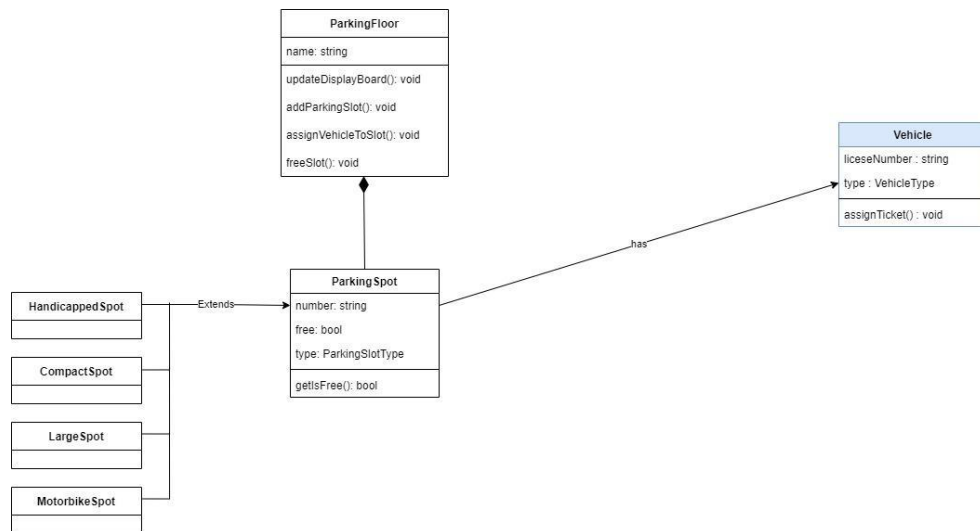 ParkingFloor
name: string
updateDisplayBoard(): void
addParkingSlot(): void
assignVehicleToSlot(): void
freeSlot(): void
Vehicle
liceseNumber : string
type : VehicleType
assignTicket() : void
has
ParkingSpot
number: string
free: bool
type: ParkingSlotType
getIsFree(): bool
Extends
HandicappedSpot
CompactSpot
LargeSpot
MotorbikeSpot